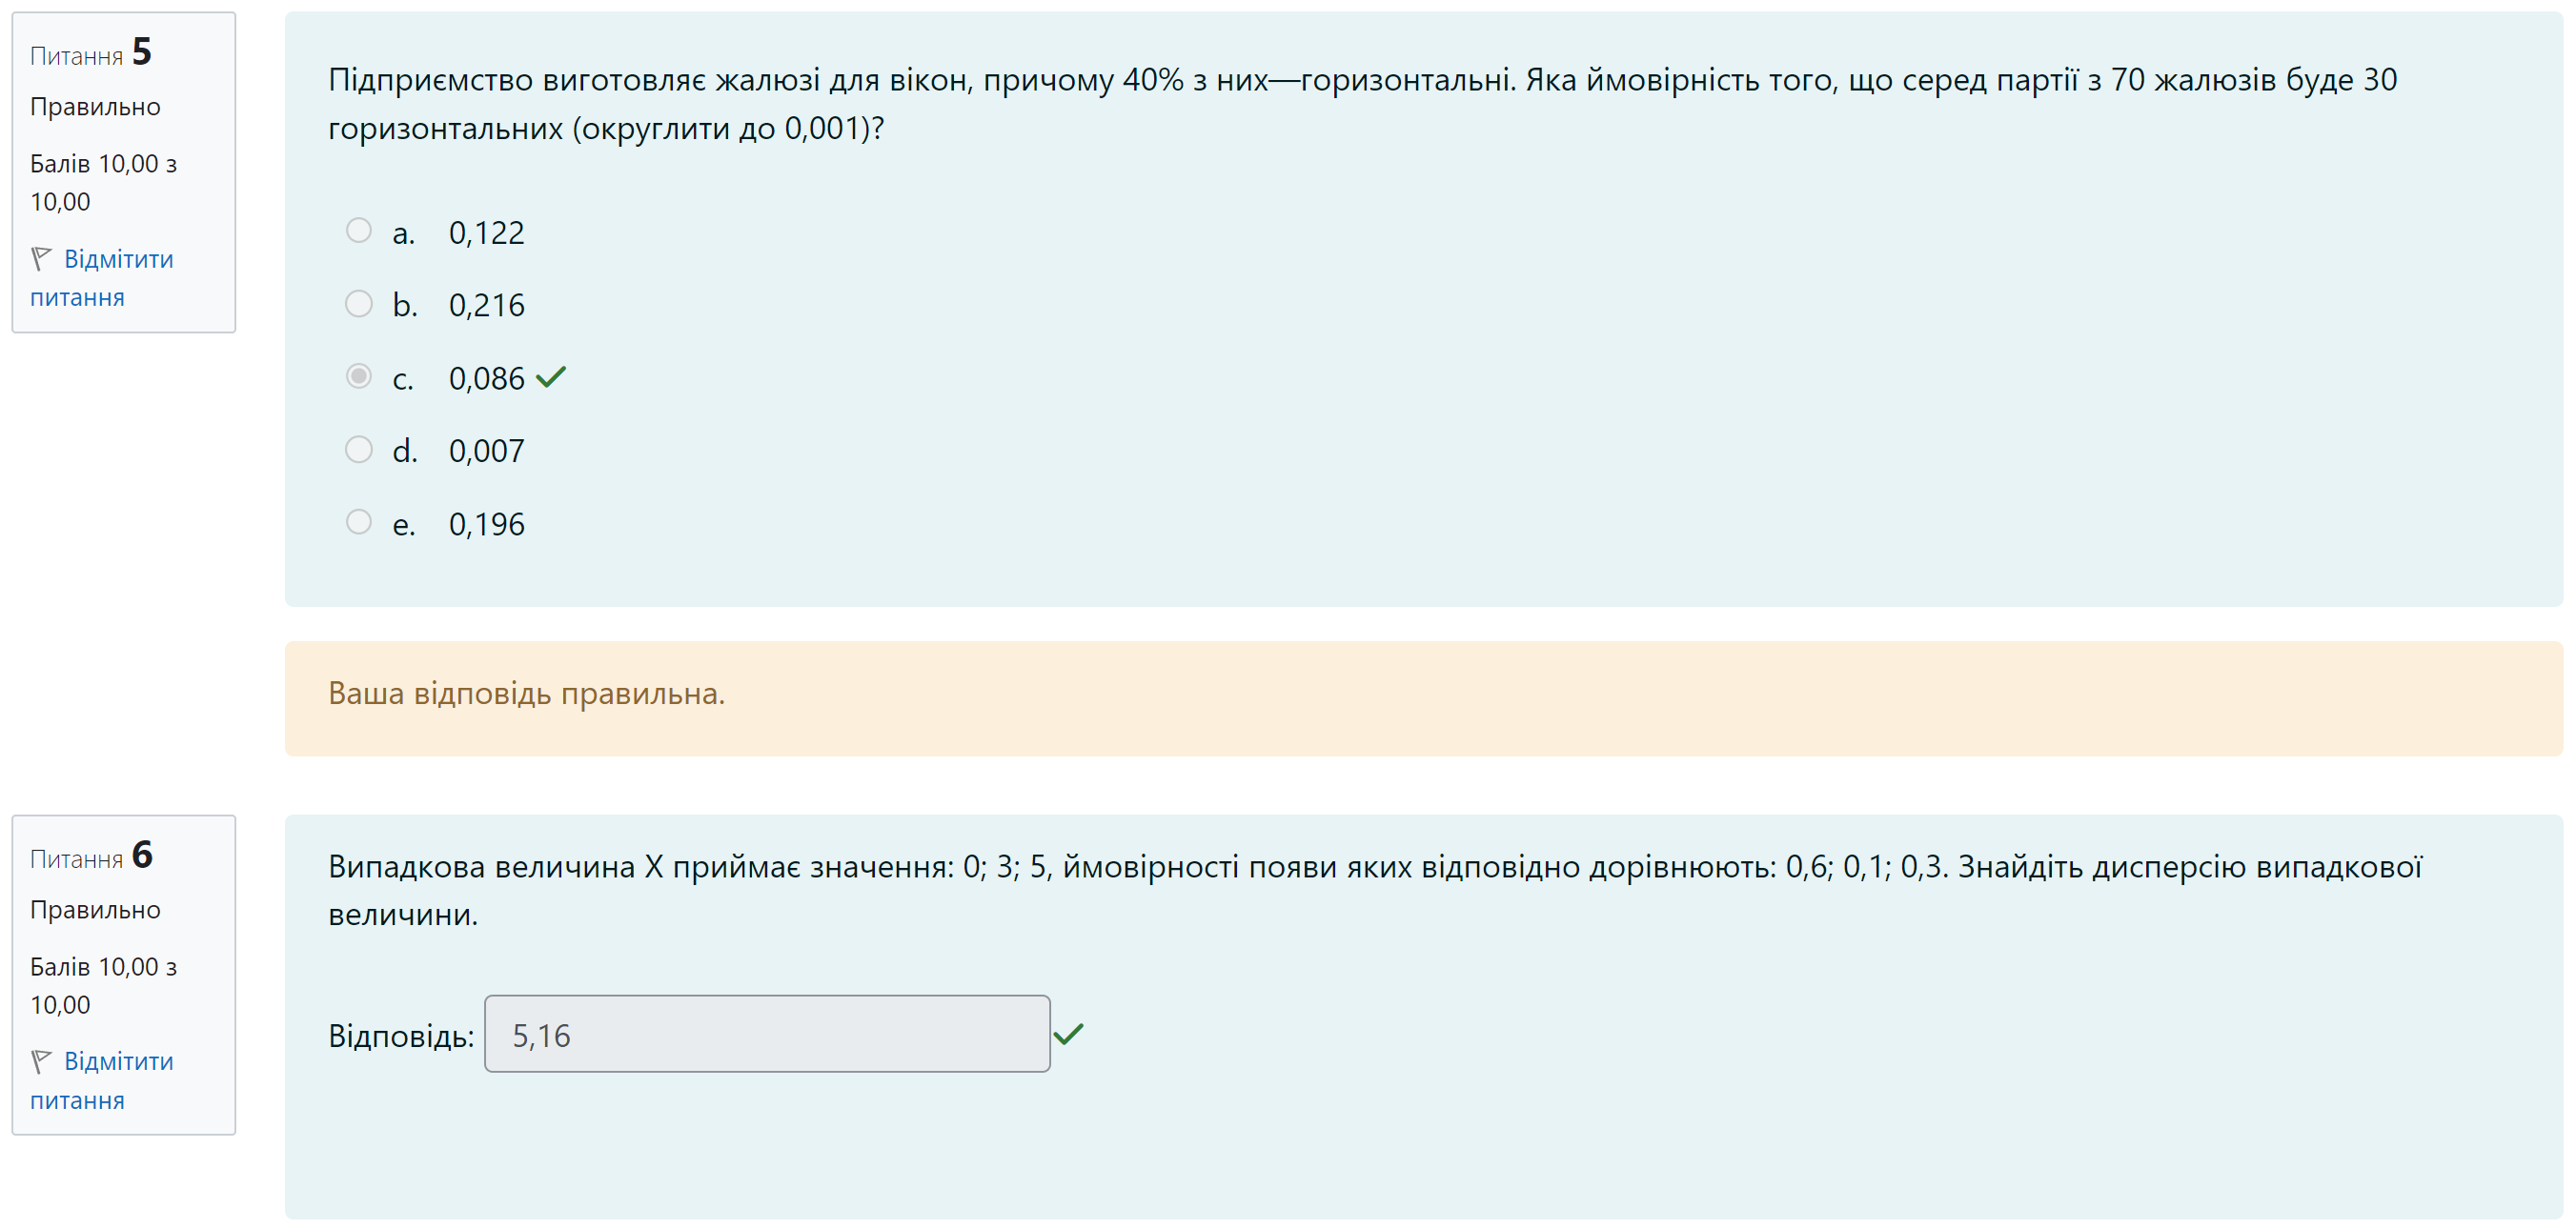 Питання 5
Правильно
Балів 10,00 з
10,00
Відмітити
питання
Підприємство виготовляє жалюзі для вікон, причому 40% з них—горизонтальні. Яка ймовірність того, що серед партії з 70 жалюзів буде 30
горизонтальних (округлити до 0,001)?
a. 0,122
b. 0,216
c. 0,086
d. 0,007
e. 0,196
Ваша відповідь правильна.
Питання 6
Правильно
Балів 10,00 з
10,00
Відмітити
питання
Випадкова величина X приймає значення: 0; 3; 5, ймовірності появи яких відповідно дорівнюють: 0,6; 0,1; 0,3. Знайдіть дисперсію випадкової
величини.
Відповідь: 5,16